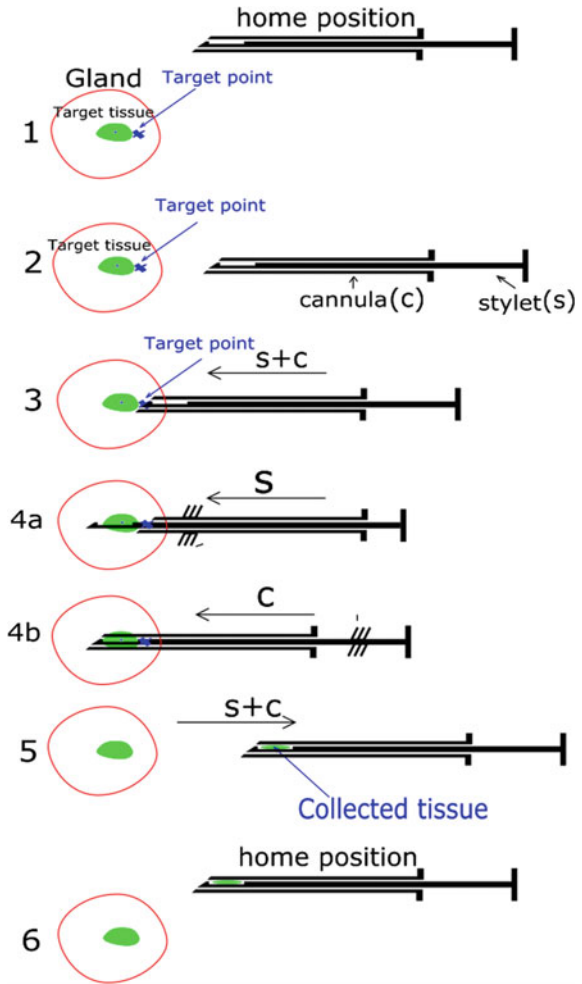 home position
Gland
Target point
Target tissue
1
Target point
Target tissue
2
cannula(c)
stylet(s)
Target point
s+c
3
S
4a
C
4b
s+c
5
Collected tissue
home position
6